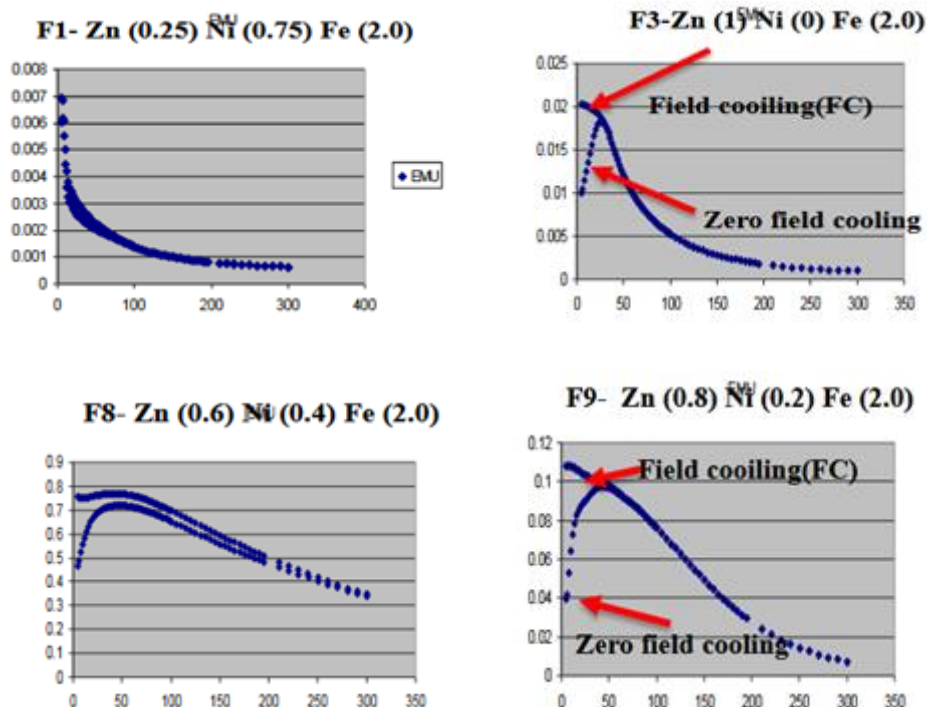 F1- Zn (0.25) Ni (0.75) Fe (2.0)
EMU
0.008
0.007
0.006
0.005
0.004
0.003
0.002
0.001
0
0 100 200 300 400
EMU
F3-Zn (1) Ni (0) Fe (2.0)
EMU
0.025
0.02
0.015
0.01
0.005
0
0 50 100 150 200 250 300 350
Field cooiling(FC)
Zero field cooling
F8- Zn (0.6) Ni (0.4) Fe (2.0)
EMU
0.9
0.8
0.7
0.6
0.5
0.4
0.3
0.2
0.1
0
0 50 100 150 200 250 300 350
F9- Zn (0.8) Ni (0.2) Fe (2.0)
EMU
0.12
0.1
0.08
0.06
0.04
0.02
0
0 50 100 150 200 250 300 350
Field cooiling(FC)
Zero field cooling